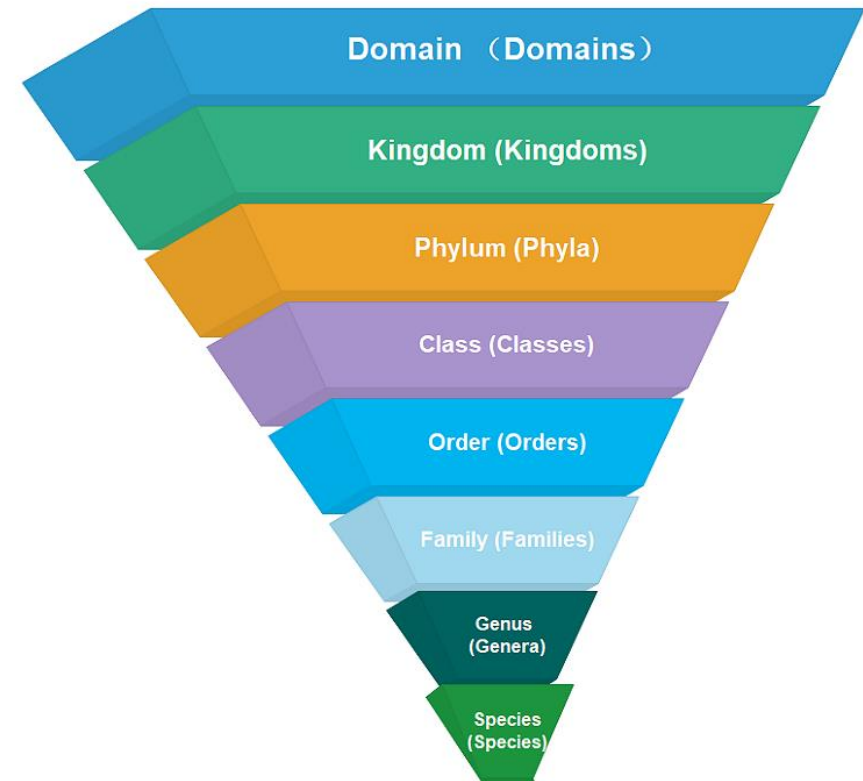 Domain （Domains）
Kingdom (Kingdoms)
Phylum (Phyla)
Class (Classes)
Order (Orders)
Family (Families)
Genus
(Genera)
Species
(Species)